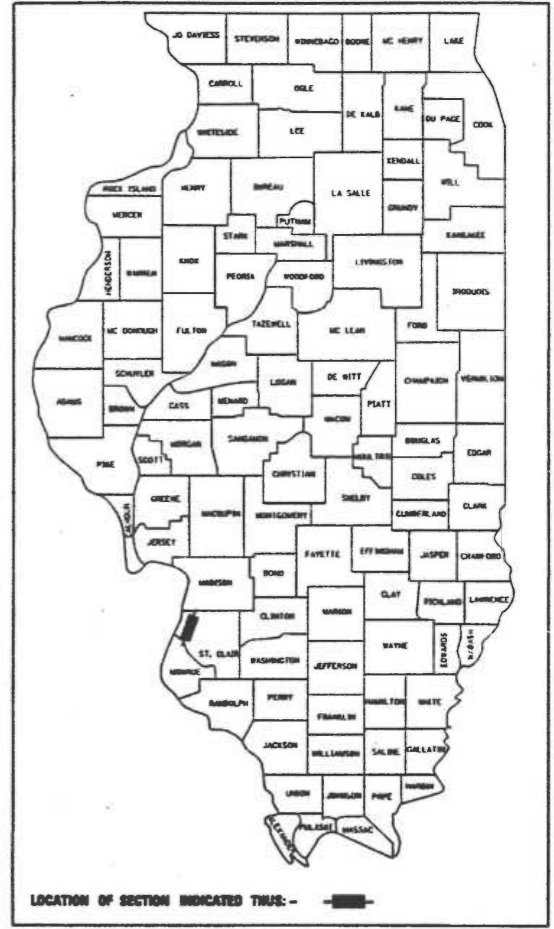 JO DAVIESS STEVENSON WINNEBAGO BOONE MC HENRY LAKE
CARROLL OGLE DE KALB KANE DU PAGE COOK
WHITESIDE LEE
KENDALL WILL
ROCK ISLAND HENRY BUREAU LA SALLE GRUNDY
MERCER PUTNAM KANKAKEE
STARK MARSHALL
HENDERSON WARREN KNOX PEORIA WOODFORD LIVINGSTON IROQUOIS
HANCOCK MC DONOUGH FULTON TAZEWELL MC LEAN FORD
SCHUYLER MASON LOGAN DE WITT CHAMPAIGN VERMILION
ADAMS BROWN CASS MENARD PIATT
MACON
PIKE SCOTT MORGAN SANGAMON MOULTRIE DOUGLAS EDGAR
CHRISTIAN COLES
CALHOUN GREENE MACOUPIN MONTGOMERY SHELBY CUMBERLAND CLARK
JERSEY FAYETTE EFFINGHAM JASPER CRAWFORD
MADISON BOND
CLINTON MARION CLAY RICHLAND LAWRENCE
ST. CLAIR WAYNE EDWARDS WABASH
MONROE WASHINGTON JEFFERSON
RANDOLPH PERRY HAMILTON WHITE
FRANKLIN
JACKSON WILLIAMSON SALINE GALLATIN
UNION JOHNSON POPE HARDIN
ALEXANDER PULASKI MASSAC
LOCATION OF SECTION INDICATED THUS: -